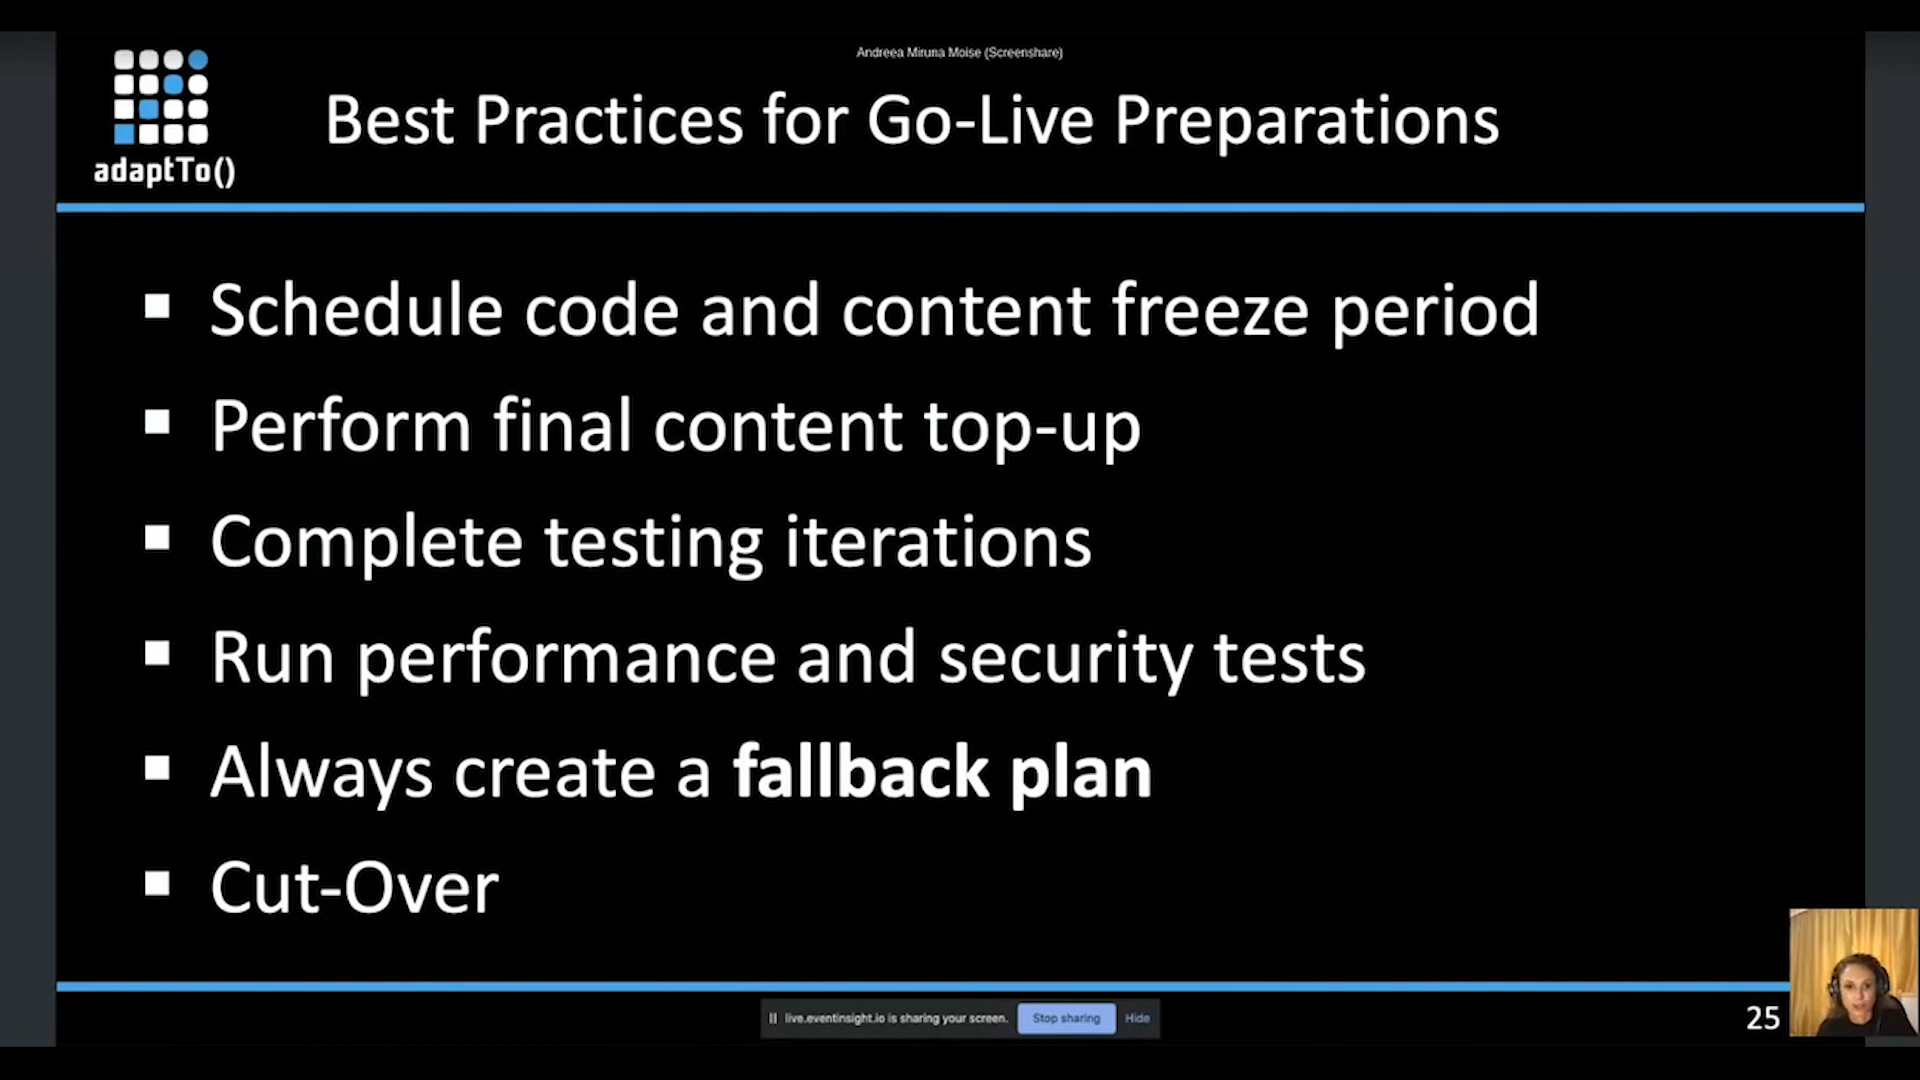 Andreea Miruna Moise (Screenshare)
adaptTo()
Best Practices for Go-Live Preparations
Schedule code and content freeze period
Perform final content top-up
Complete testing iterations
Run performance and security tests
Always create a fallback plan
Cut-Over
live.eventinsight.io is sharing your screen. Stop sharing Hide
25